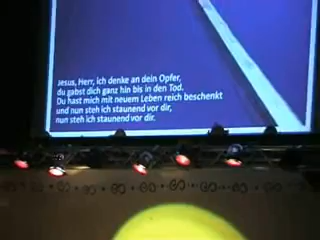 Jesus, Herr, ich denke an dein Opfer,
du gabst dich ganz hin bis in den Tod.
Du hast mich mit neuem Leben reich beschenkt
und nun steh ich staunend vor dir,
nun steh ich staunend vor dir.